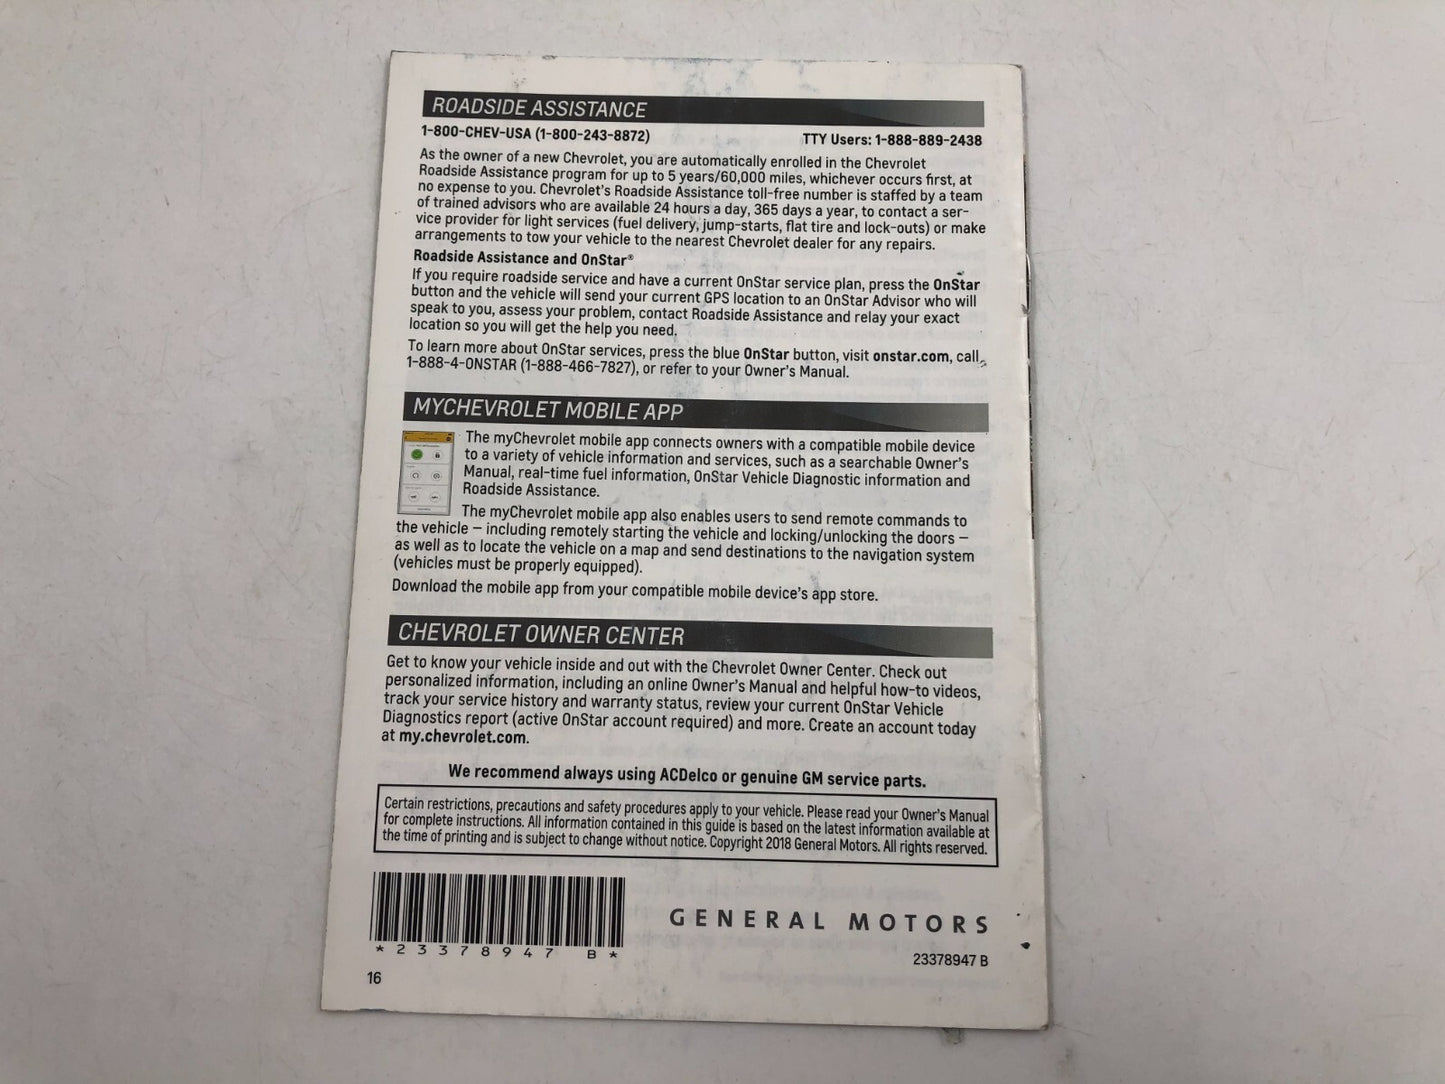 ROADSIDE ASSISTANCE
1-800-CHEV-USA (1-800-243-8872) TTY Users: 1-888-889-2438
As the owner of a new Chevrolet, you are automatically enrolled in the Chevrolet
Roadside Assistance program for up to 5 years/60,000 miles, whichever occurs first, at
no expense to you. Chevrolet's Roadside Assistance toll-free number is staffed by a team
of trained advisors who are available 24 hours a day, 365 days a year, to contact a ser-
vice provider for light services (fuel delivery, jump-starts, flat tire and lock-outs) or make
arrangements to tow your vehicle to the nearest Chevrolet dealer for any repairs.
Roadside Assistance and OnStar®
If you require roadside service and have a current OnStar service plan, press the OnStar
button and the vehicle will send your current GPS location to an OnStar Advisor who will
speak to you, assess your problem, contact Roadside Assistance and relay your exact
location so you will get the help you need.
To learn more about OnStar services, press the blue OnStar button, visit onstar.com, call
1-888-4-ONSTAR (1-888-466-7827), or refer to your Owner's Manual.
MYCHEVROLET MOBILE APP
The myChevrolet mobile app connects owners with a compatible mobile device
to a variety of vehicle information and services, such as a searchable Owner's
Manual, real-time fuel information, OnStar Vehicle Diagnostic information and
Roadside Assistance.
The myChevrolet mobile app also enables users to send remote commands to
the vehicle – including remotely starting the vehicle and locking/unlocking the doors –
as well as to locate the vehicle on a map and send destinations to the navigation system
(vehicles must be properly equipped).
Download the mobile app from your compatible mobile device's app store.
CHEVROLET OWNER CENTER
Get to know your vehicle inside and out with the Chevrolet Owner Center. Check out
personalized information, including an online Owner's Manual and helpful how-to videos,
track your service history and warranty status, review your current OnStar Vehicle
Diagnostics report (active OnStar account required) and more. Create an account today
at my.chevrolet.com.
We recommend always using ACDelco or genuine GM service parts.
Certain restrictions, precautions and safety procedures apply to your vehicle. Please read your Owner's Manual
for complete instructions. All information contained in this guide is based on the latest information available at
the time of printing and is subject to change without notice. Copyright 2018 General Motors. All rights reserved.
*23378947 B*
GENERAL MOTORS
23378947 B
16